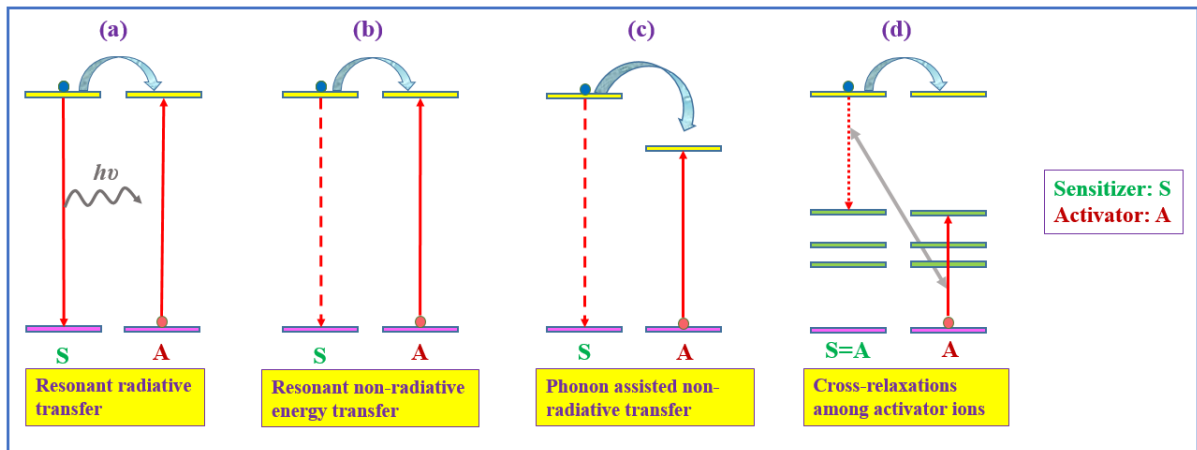 (a)
(b)
(c)
(d)
hυ
Sensitizer: S
Activator: A
S
A
S
A
S
A
S=A
A
Resonant radiative
transfer
Resonant non-radiative
energy transfer
Phonon assisted non-
radiative transfer
Cross-relaxations
among activator ions